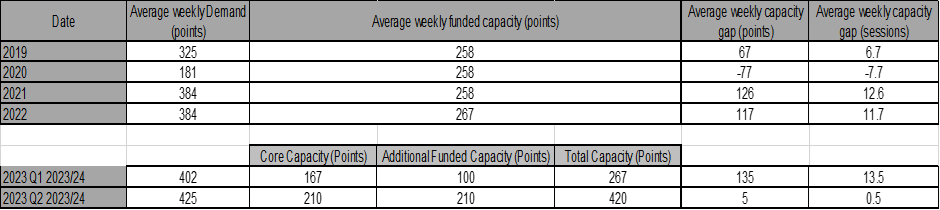 Date Average weekly Demand (points) Average weekly funded capacity (points) Average weekly capacity gap (points) Average weekly capacity gap (sessions)
2019 325 258 67 6.7
2020 181 258 -77 -7.7
2021 384 258 126 12.6
2022 384 267 117 11.7
Core Capacity (Points) Additional Funded Capacity (Points) Total Capacity (Points)
2023 Q1 2023/24 402 167 100 267 135 13.5
2023 Q2 2023/24 425 210 210 420 5 0.5